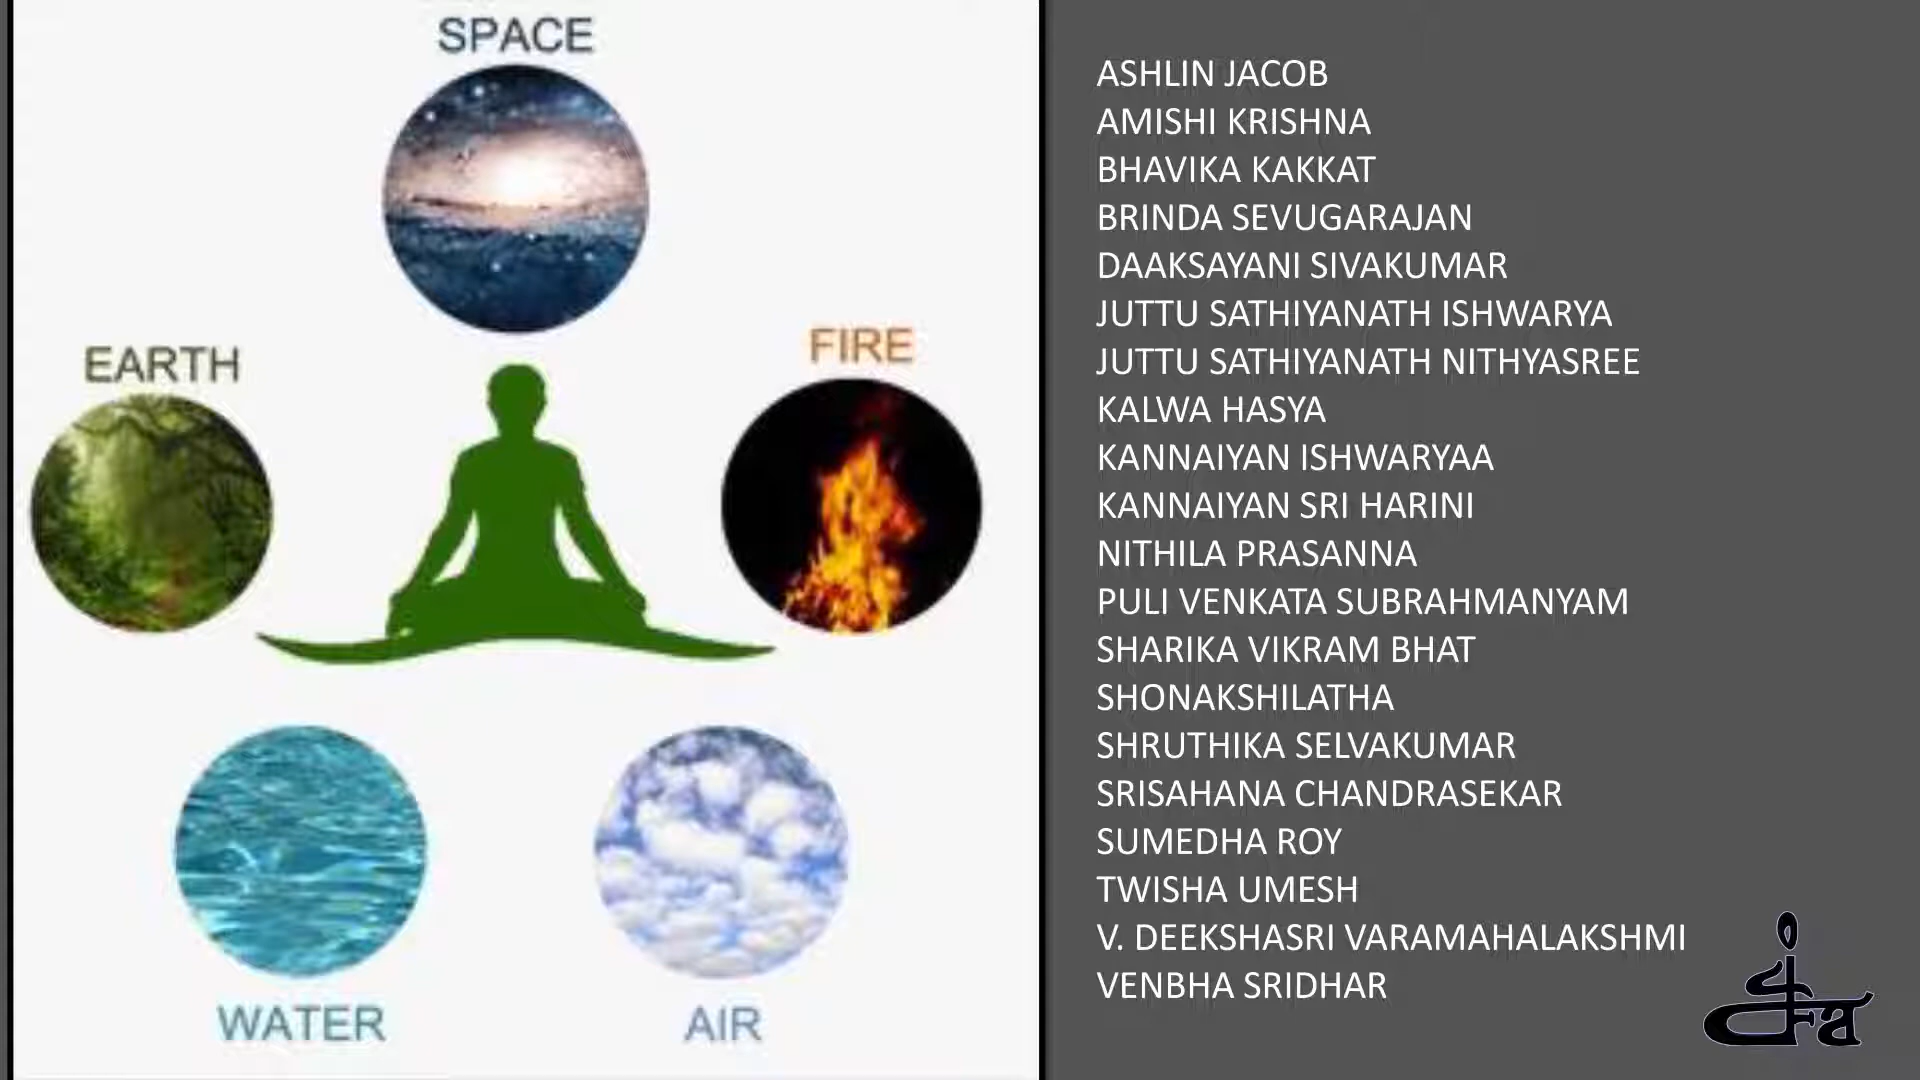 SPACE
EARTH
FIRE
WATER
AIR
ASHLIN JACOB
AMISHI KRISHNA
BHAVIKA KAKKAT
BRINDA SEVUGARAJAN
DAAKSAYANI SIVAKUMAR
JUTTU SATHIYANATH ISHWARYA
JUTTU SATHIYANATH NITHYASREE
KALWA HASYA
KANNAIYAN ISHWARYAA
KANNAIYAN SRI HARINI
NITHILA PRASANNA
PULI VENKATA SUBRAHMANYAM
SHARIKA VIKRAM BHAT
SHONAKSHILATHA
SHRUTHIKA SELVAKUMAR
SRISAHANA CHANDRASEKAR
SUMEDHA ROY
TWISHA UMESH
V. DEEKSHASRI VARAMAHALAKSHMI
VENBHA SRIDHAR